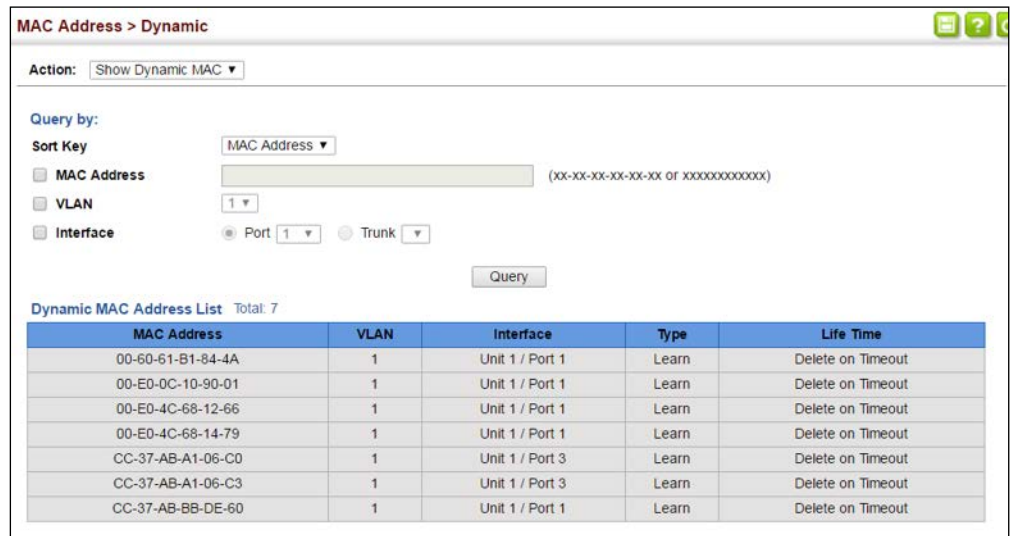 MAC Address > Dynamic
?
Action: Show Dynamic MAC
Query by:
Sort Key MAC Address
MAC Address (xx-xx-xx-xx-xx-xx or xxxxxxxxxxxx)
VLAN 1
Interface Port 1 Trunk
Query
Dynamic MAC Address List Total: 7
MAC Address VLAN Interface Type Life Time
00-60-61-B1-84-4A 1 Unit 1 / Port 1 Learn Delete on Timeout
00-E0-0C-10-90-01 1 Unit 1 / Port 1 Learn Delete on Timeout
00-E0-4C-68-12-66 1 Unit 1 / Port 1 Learn Delete on Timeout
00-E0-4C-68-14-79 1 Unit 1 / Port 1 Learn Delete on Timeout
CC-37-AB-A1-06-C0 1 Unit 1 / Port 3 Learn Delete on Timeout
CC-37-AB-A1-06-C3 1 Unit 1 / Port 3 Learn Delete on Timeout
CC-37-AB-BB-DE-60 1 Unit 1 / Port 1 Learn Delete on Timeout